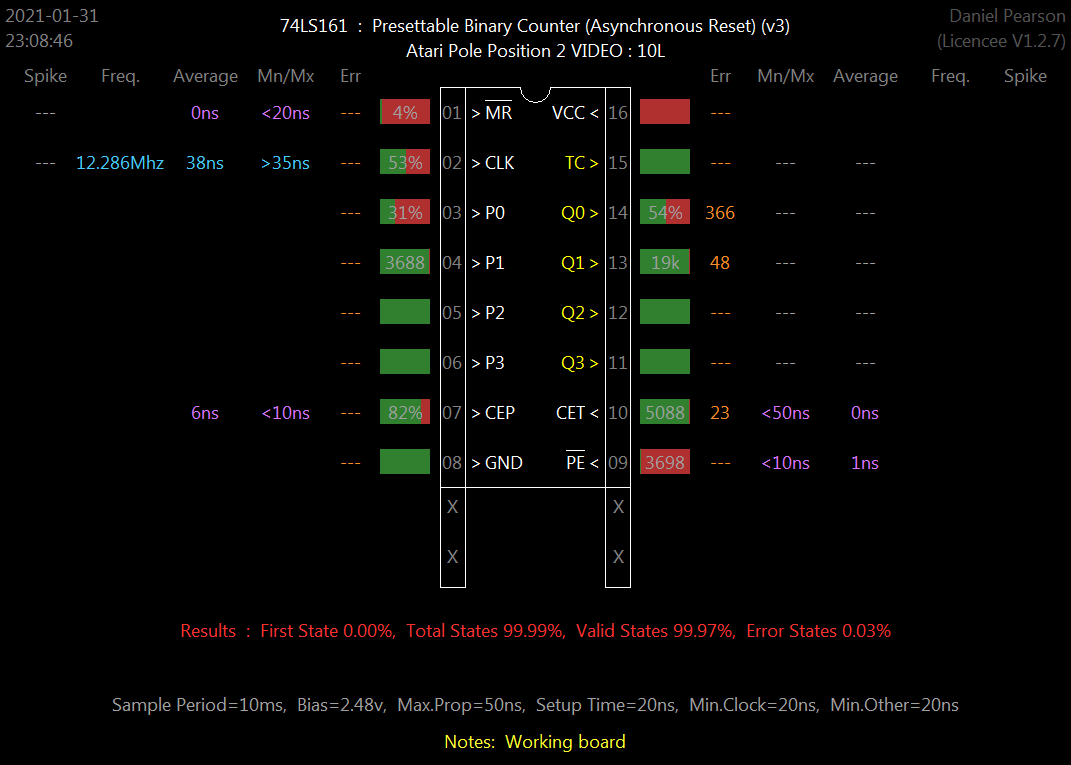 2021-01-31
23:08:46
74LS161 : Presettable Binary Counter (Asynchronous Reset) (v3)
Atari Pole Position 2 VIDEO : 10L
Daniel Pearson
(Licencee V1.2.7)
Spike Freq. Average Mn/Mx Err Err Mn/Mx Average Freq. Spike
--- 0ns <20ns --- 4% 01 > MR VCC < 16 ---
--- 12.286Mhz 38ns >35ns --- 53% 02 > CLK TC > 15 --- --- ---
--- 31% 03 > P0 Q0 > 14 54% 366 --- ---
--- 3688 04 > P1 Q1 > 13 19k 48 --- ---
--- 05 > P2 Q2 > 12 --- --- ---
--- 06 > P3 Q3 > 11 --- --- ---
6ns <10ns --- 82% 07 > CEP CET < 10 5088 23 <50ns 0ns
--- 08 > GND PE < 09 3698 --- <10ns 1ns
X X
X X
Results : First State 0.00%, Total States 99.99%, Valid States 99.97%, Error States 0.03%
Sample Period=10ms, Bias=2.48v, Max.Prop=50ns, Setup Time=20ns, Min.Clock=20ns, Min.Other=20ns
Notes: Working board